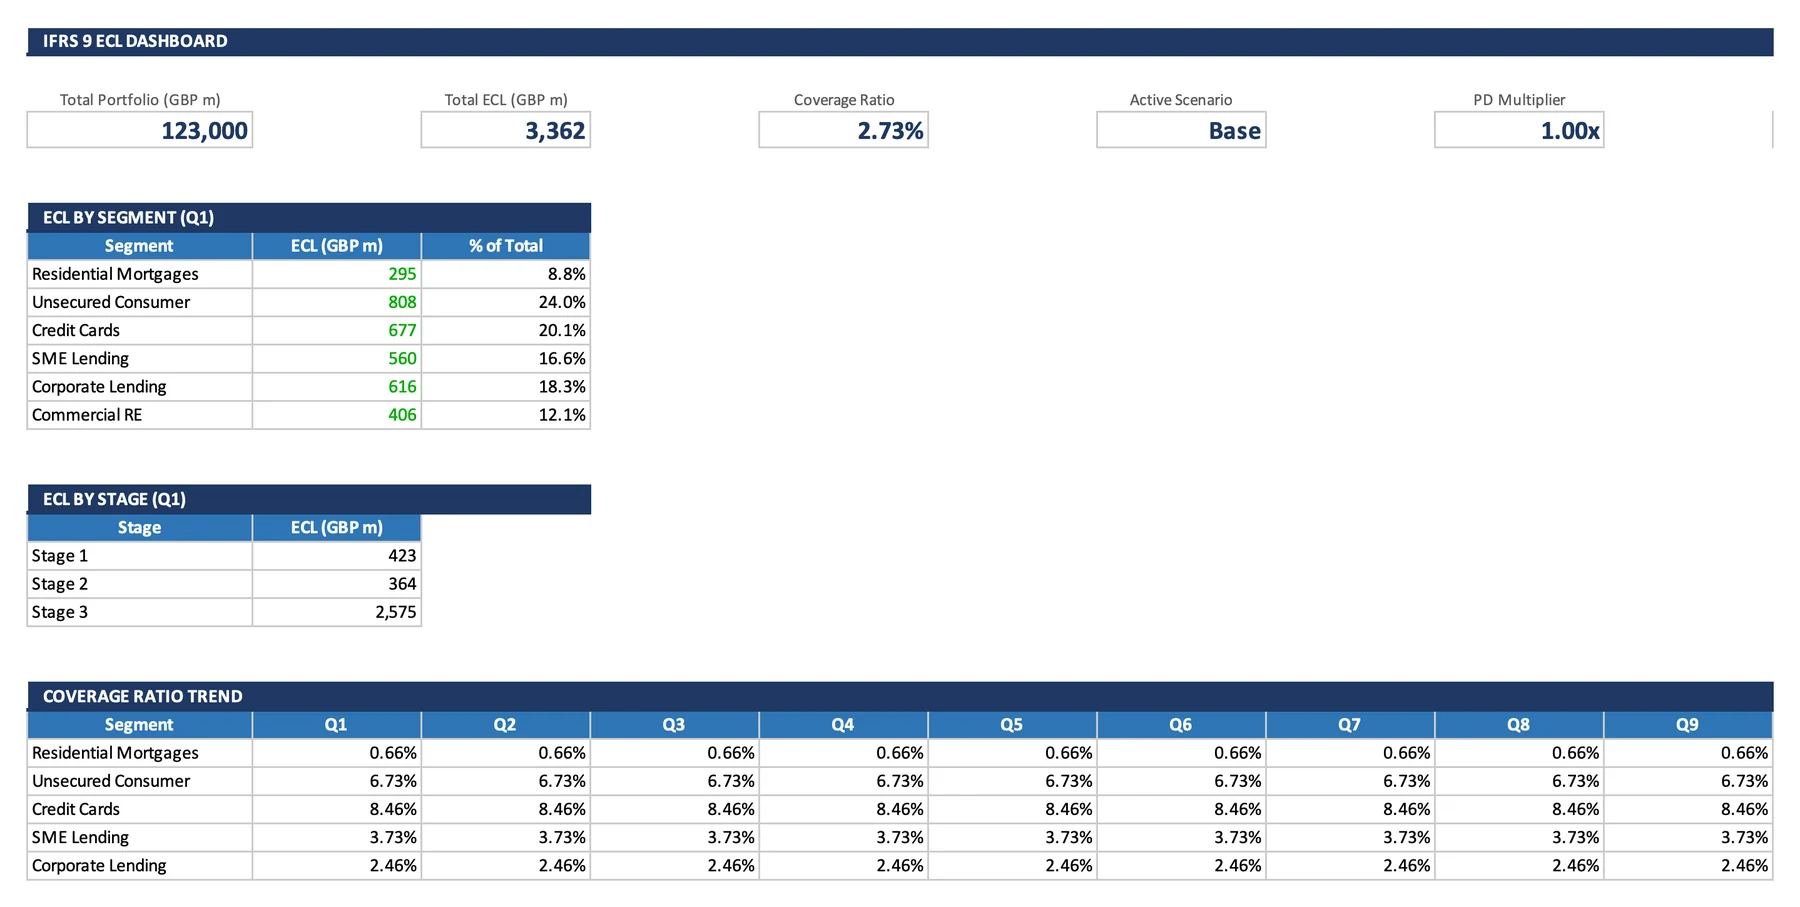 IFRS 9 ECL DASHBOARD
Total Portfolio (GBP m) Total ECL (GBP m) Coverage Ratio Active Scenario PD Multiplier
123,000 3,362 2.73% Base 1.00x
ECL BY SEGMENT (Q1)
Segment ECL (GBP m) % of Total
Residential Mortgages 295 8.8%
Unsecured Consumer 808 24.0%
Credit Cards 677 20.1%
SME Lending 560 16.6%
Corporate Lending 616 18.3%
Commercial RE 406 12.1%
ECL BY STAGE (Q1)
Stage ECL (GBP m)
Stage 1 423
Stage 2 364
Stage 3 2,575
COVERAGE RATIO TREND
Segment Q1 Q2 Q3 Q4 Q5 Q6 Q7 Q8 Q9
Residential Mortgages 0.66% 0.66% 0.66% 0.66% 0.66% 0.66% 0.66% 0.66% 0.66%
Unsecured Consumer 6.73% 6.73% 6.73% 6.73% 6.73% 6.73% 6.73% 6.73% 6.73%
Credit Cards 8.46% 8.46% 8.46% 8.46% 8.46% 8.46% 8.46% 8.46% 8.46%
SME Lending 3.73% 3.73% 3.73% 3.73% 3.73% 3.73% 3.73% 3.73% 3.73%
Corporate Lending 2.46% 2.46% 2.46% 2.46% 2.46% 2.46% 2.46% 2.46% 2.46%